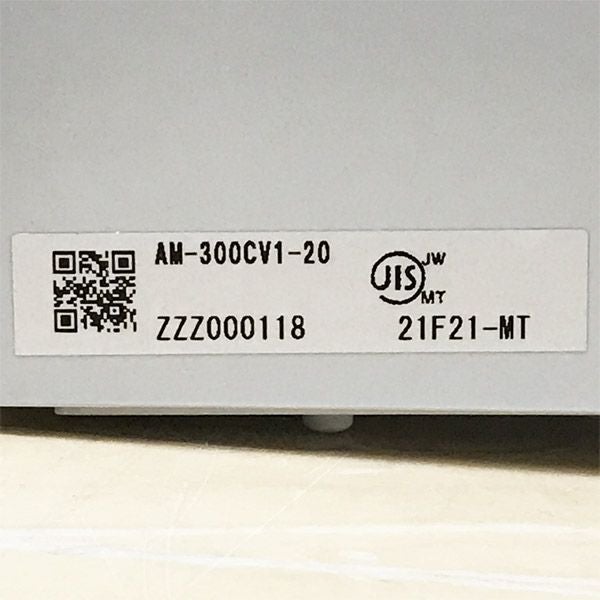 AM-300CV1-20
JIS
JW
MT
ZZZ000118
21F21-MT